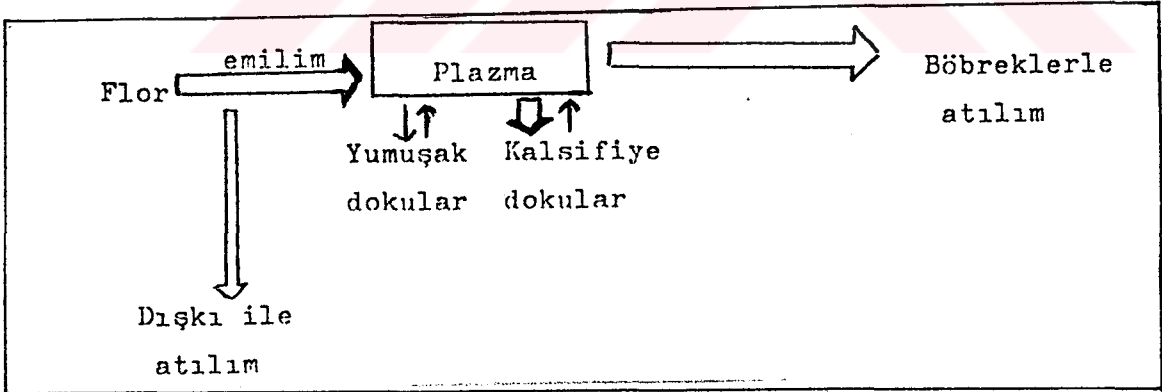 emilim
Flor
Plazma
Böbreklerle
atılım
Yumuşak
dokular
Kalsifiye
dokular
Dışkı ile
atılım